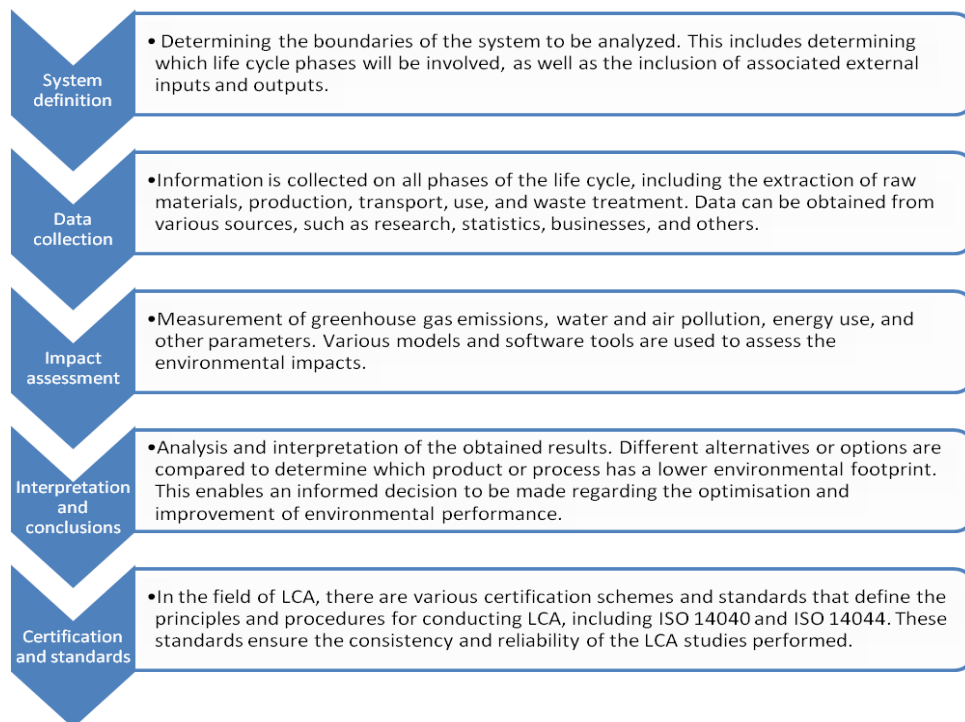 System
definition
• Determining the boundaries of the system to be analyzed. This includes determining
which life cycle phases will be involved, as well as the inclusion of associated external
inputs and outputs.
Data
collection
•Information is collected on all phases of the life cycle, including the extraction of raw
materials, production, transport, use, and waste treatment. Data can be obtained from
various sources, such as research, statistics, businesses, and others.
Impact
assessment
•Measurement of greenhouse gas emissions, water and air pollution, energy use, and
other parameters. Various models and software tools are used to assess the
environmental impacts.
Interpretation
and
conclusions
•Analysis and interpretation of the obtained results. Different alternatives or options are
compared to determine which product or process has a lower environmental footprint.
This enables an informed decision to be made regarding the optimisation and
improvement of environmental performance.
Certification
and standards
•In the field of LCA, there are various certification schemes and standards that define the
principles and procedures for conducting LCA, including ISO 14040 and ISO 14044. These
standards ensure the consistency and reliability of the LCA studies performed.